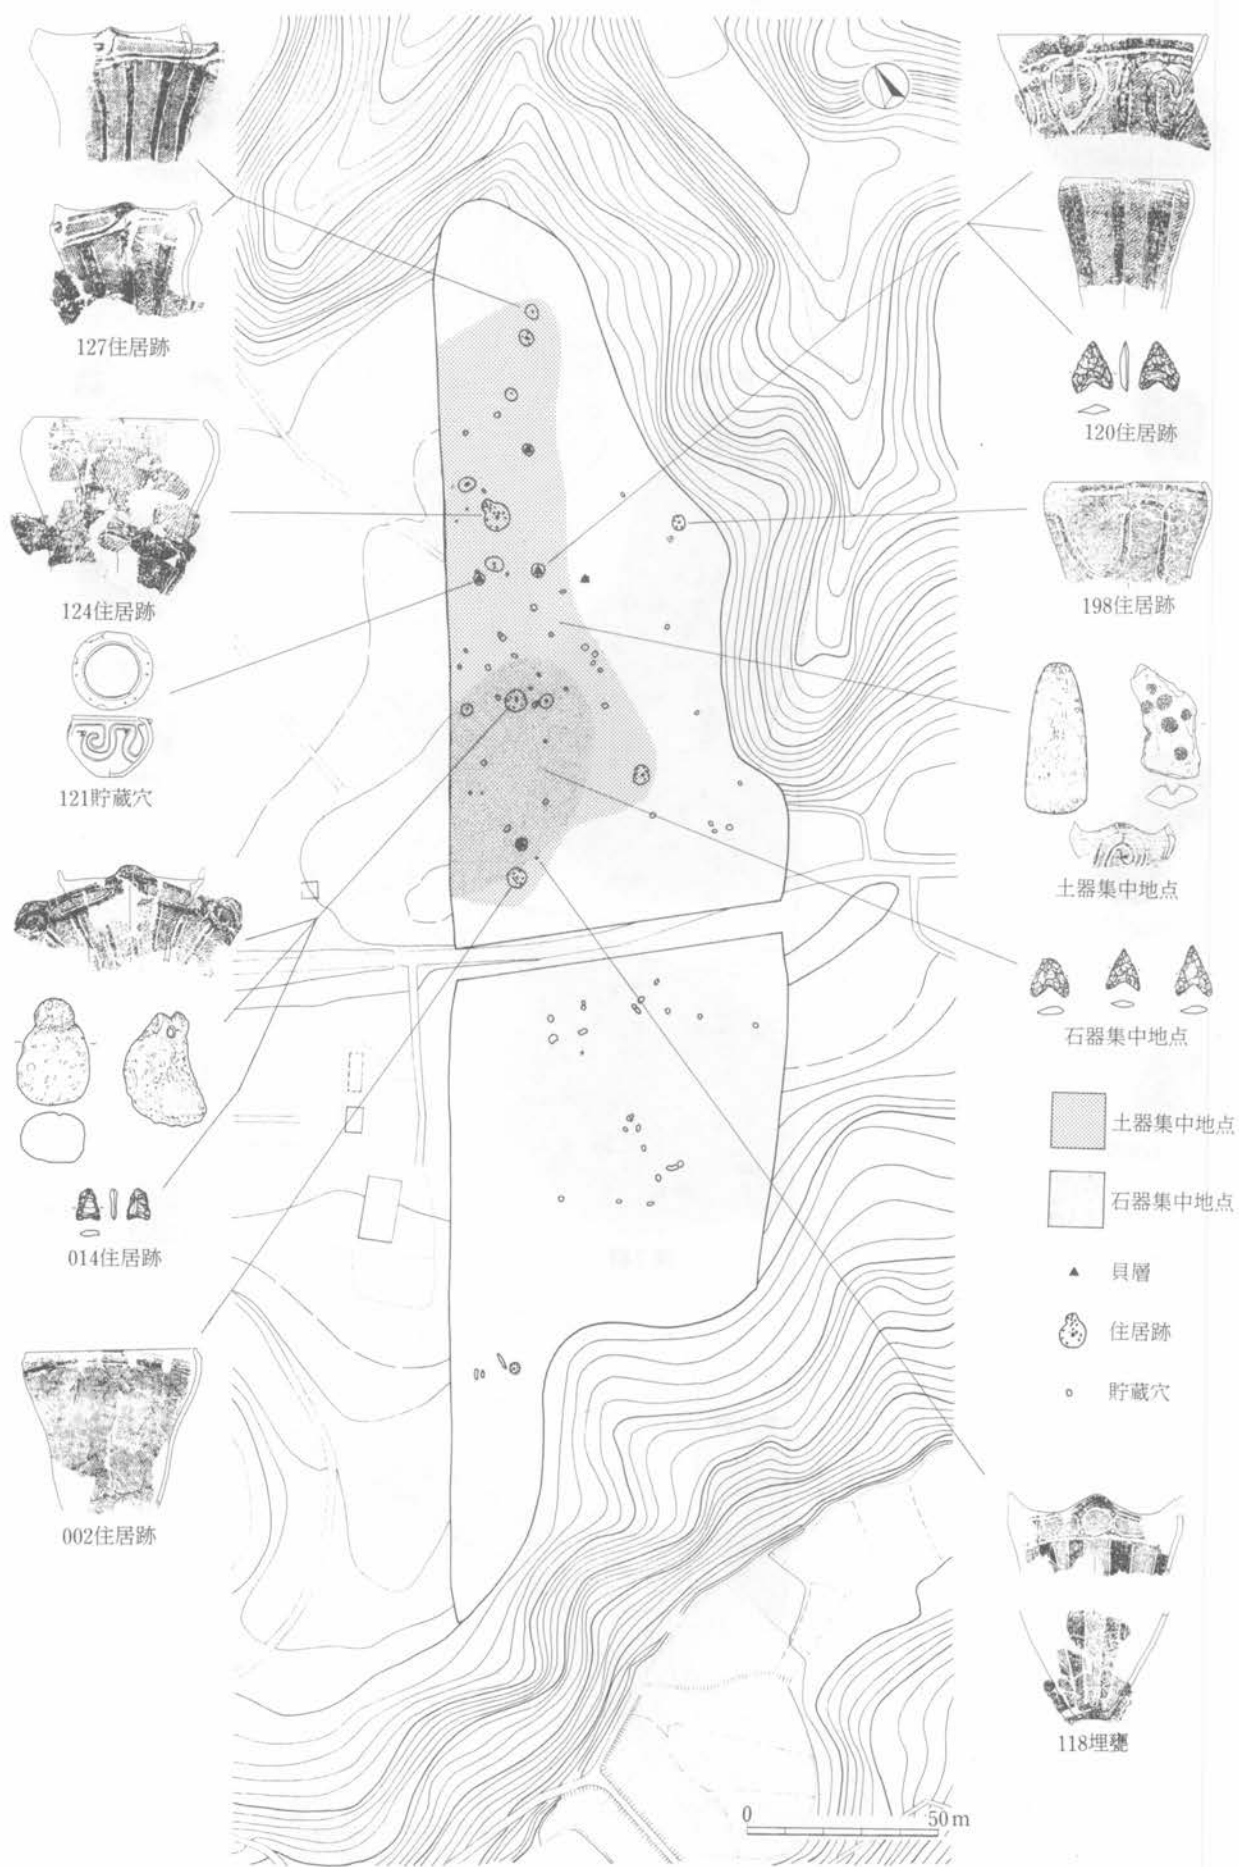 127住居跡
124住居跡
121貯蔵穴
014住居跡
002住居跡
120住居跡
198住居跡
土器集中地点
石器集中地点
土器集中地点
石器集中地点
貝層
住居跡
貯蔵穴
118埋甕
0 50m